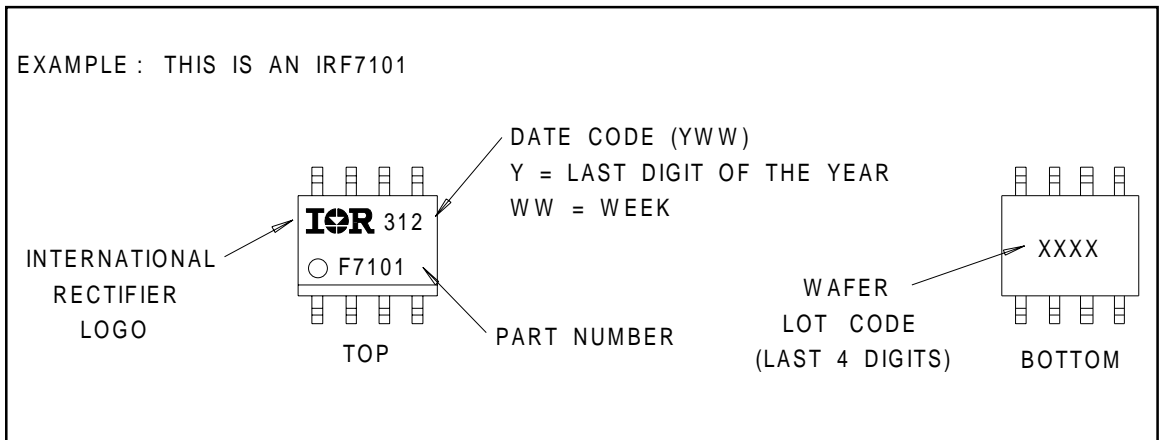 EXAMPLE : THIS IS AN IRF7101
DATE CODE (YWW)
Y = LAST DIGIT OF THE YEAR
WW = WEEK
IOR 312
F7101
INTERNATIONAL
RECTIFIER
LOGO
PART NUMBER
TOP
XXXX
WAFER
LOT CODE
(LAST 4 DIGITS)
BOTTOM